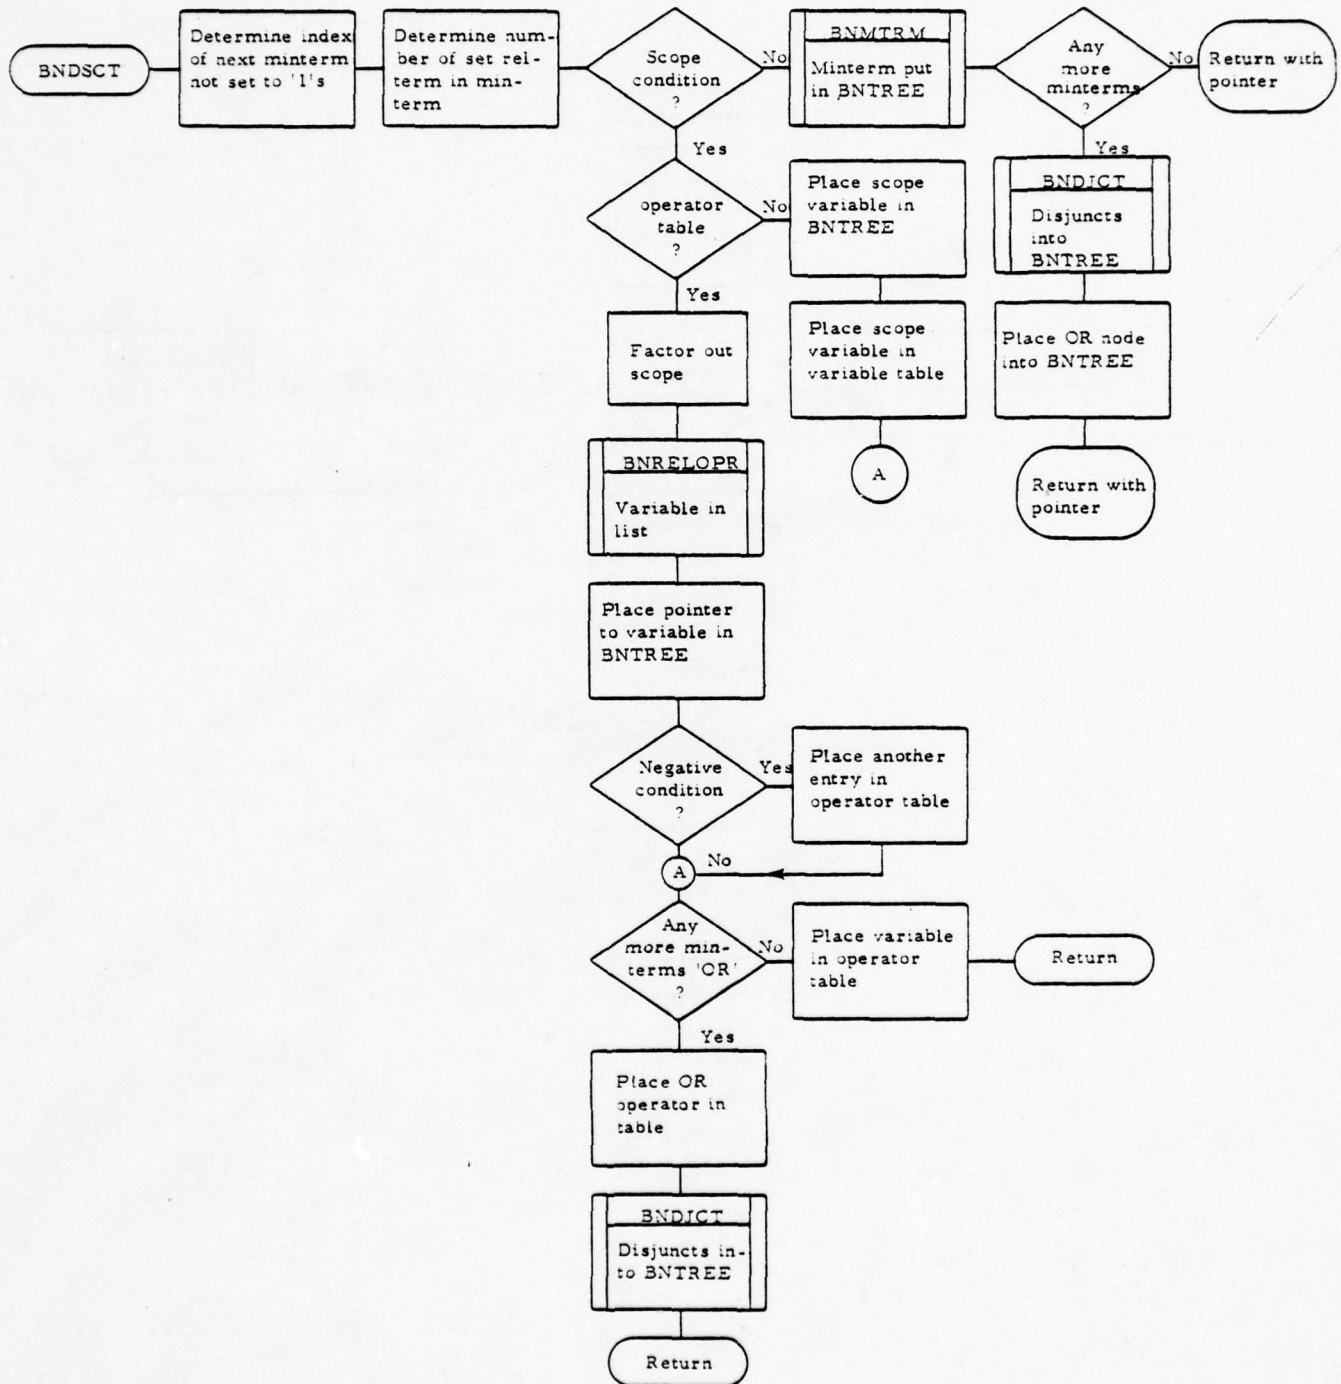 BNDSCT
Determine index
of next minterm
not set to '1's
Determine num-
ber of set rel-
term in min-
term
Scope
condition
?
No
BNMTRM
Minterm put
in BNTREE
Any
more
minterms
?
No
Return with
pointer
Yes
operator
table
?
No
Place scope
variable in
BNTREE
Yes
BNDJCT
Disjuncts
into
BNTREE
Yes
Factor out
scope
Place scope
variable in
variable table
Place OR node
into BNTREE
BNRELOPR
Variable in
list
A
Return with
pointer
Place pointer
to variable in
BNTREE
Negative
condition
?
Yes
Place another
entry in
operator table
A
No
Any
more min-
terms 'OR'
?
No
Place variable
in operator
table
Return
Yes
Place OR
operator in
table
BNDJCT
Disjuncts in-
to BNTREE
Return